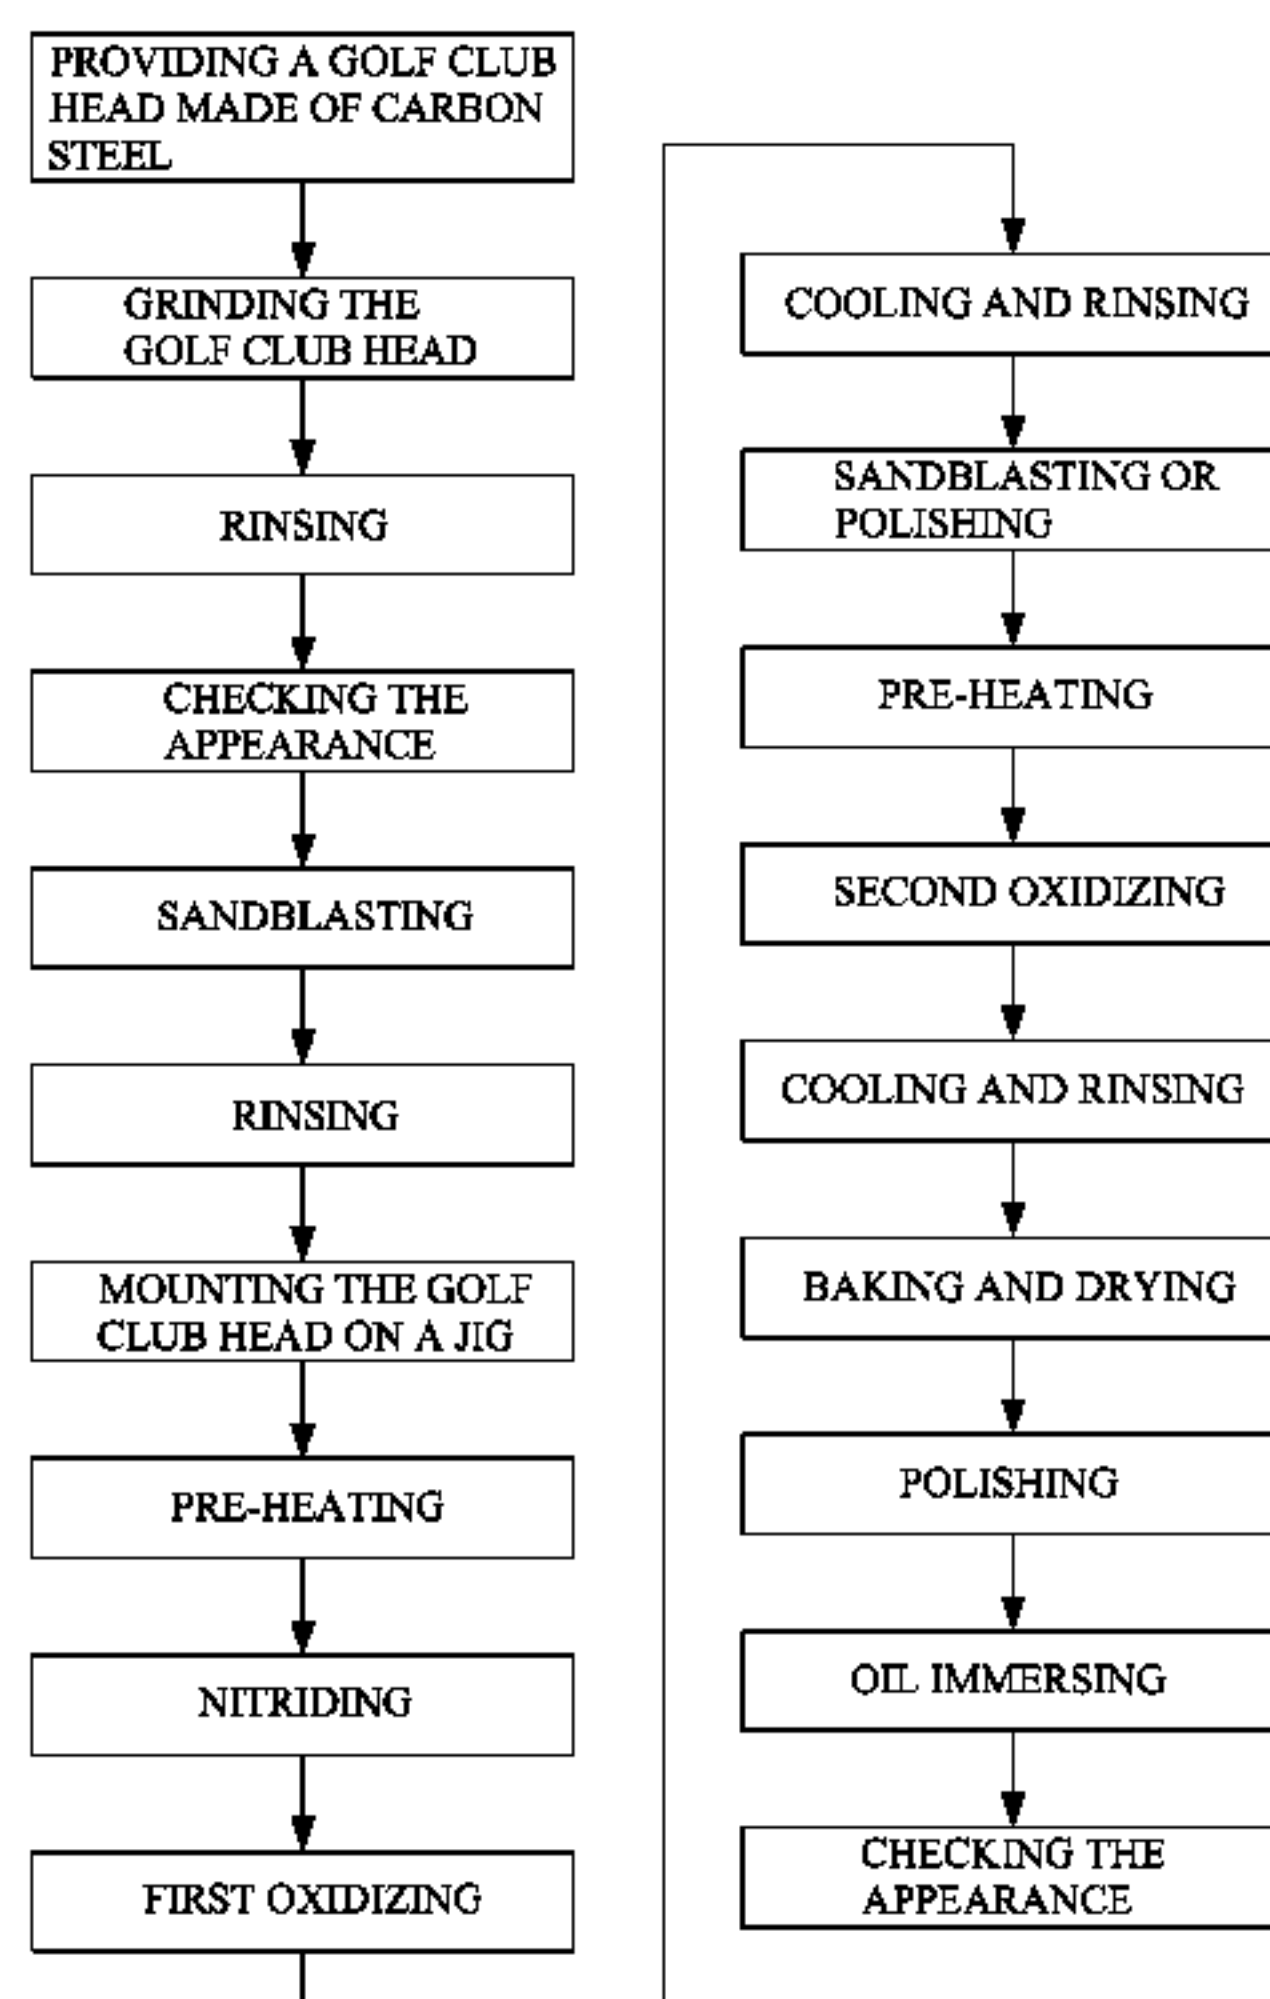 PROVIDING A GOLF CLUB
HEAD MADE OF CARBON
STEEL
GRINDING THE
GOLF CLUB HEAD
RINSING
CHECKING THE
APPEARANCE
SANDBLASTING
RINSING
MOUNTING THE GOLF
CLUB HEAD ON A JIG
PRE-HEATING
NITRIDING
FIRST OXIDIZING
COOLING AND RINSING
SANDBLASTING OR
POLISHING
PRE-HEATING
SECOND OXIDIZING
COOLING AND RINSING
BAKING AND DRYING
POLISHING
OIL IMMERSING
CHECKING THE
APPEARANCE